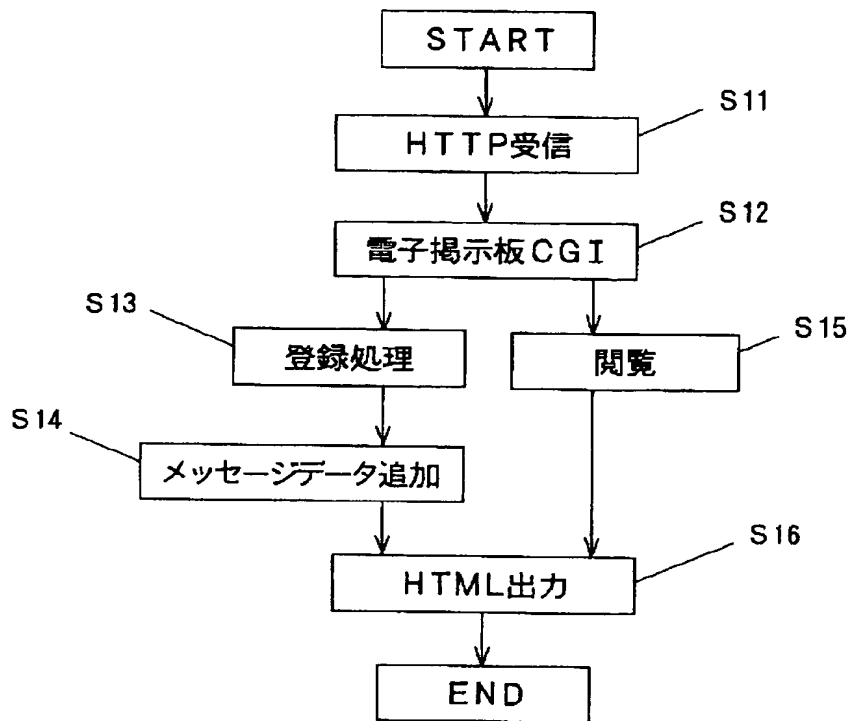 START
S11
HTTP受信
S12
電子掲示板CGI
S13
登録処理
S15
閲覧
S14
メッセージデータ追加
S16
HTML出力
END